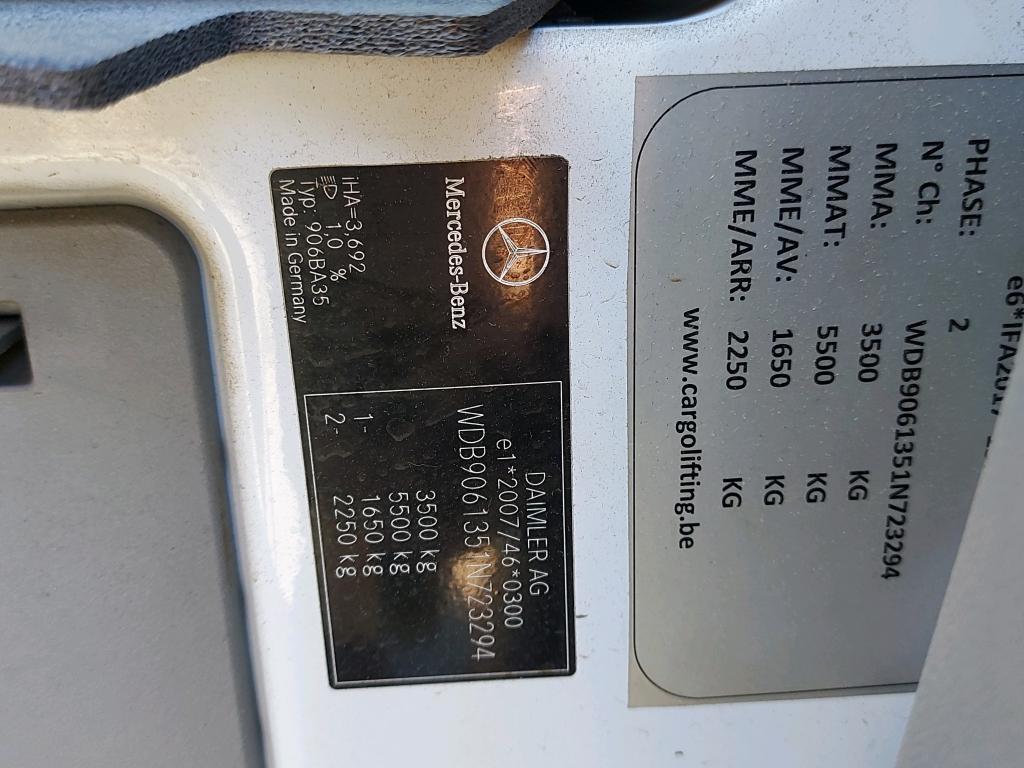 e6*IFA2017
PHASE: 2
N° Ch: WDB9061351N723294
MMA: 3500 KG
MMAT: 5500 KG
MME/AV: 1650 KG
MME/ARR: 2250 KG
www.cargolifting.be
Mercedes-Benz
iHA=3,692
1,0 %
Typ: 906BA35
Made in Germany
DAIMLER AG
e1*2007/46*0300
WDB9061351N723294
3500 kg
5500 kg
1- 1650 kg
2- 2250 kg